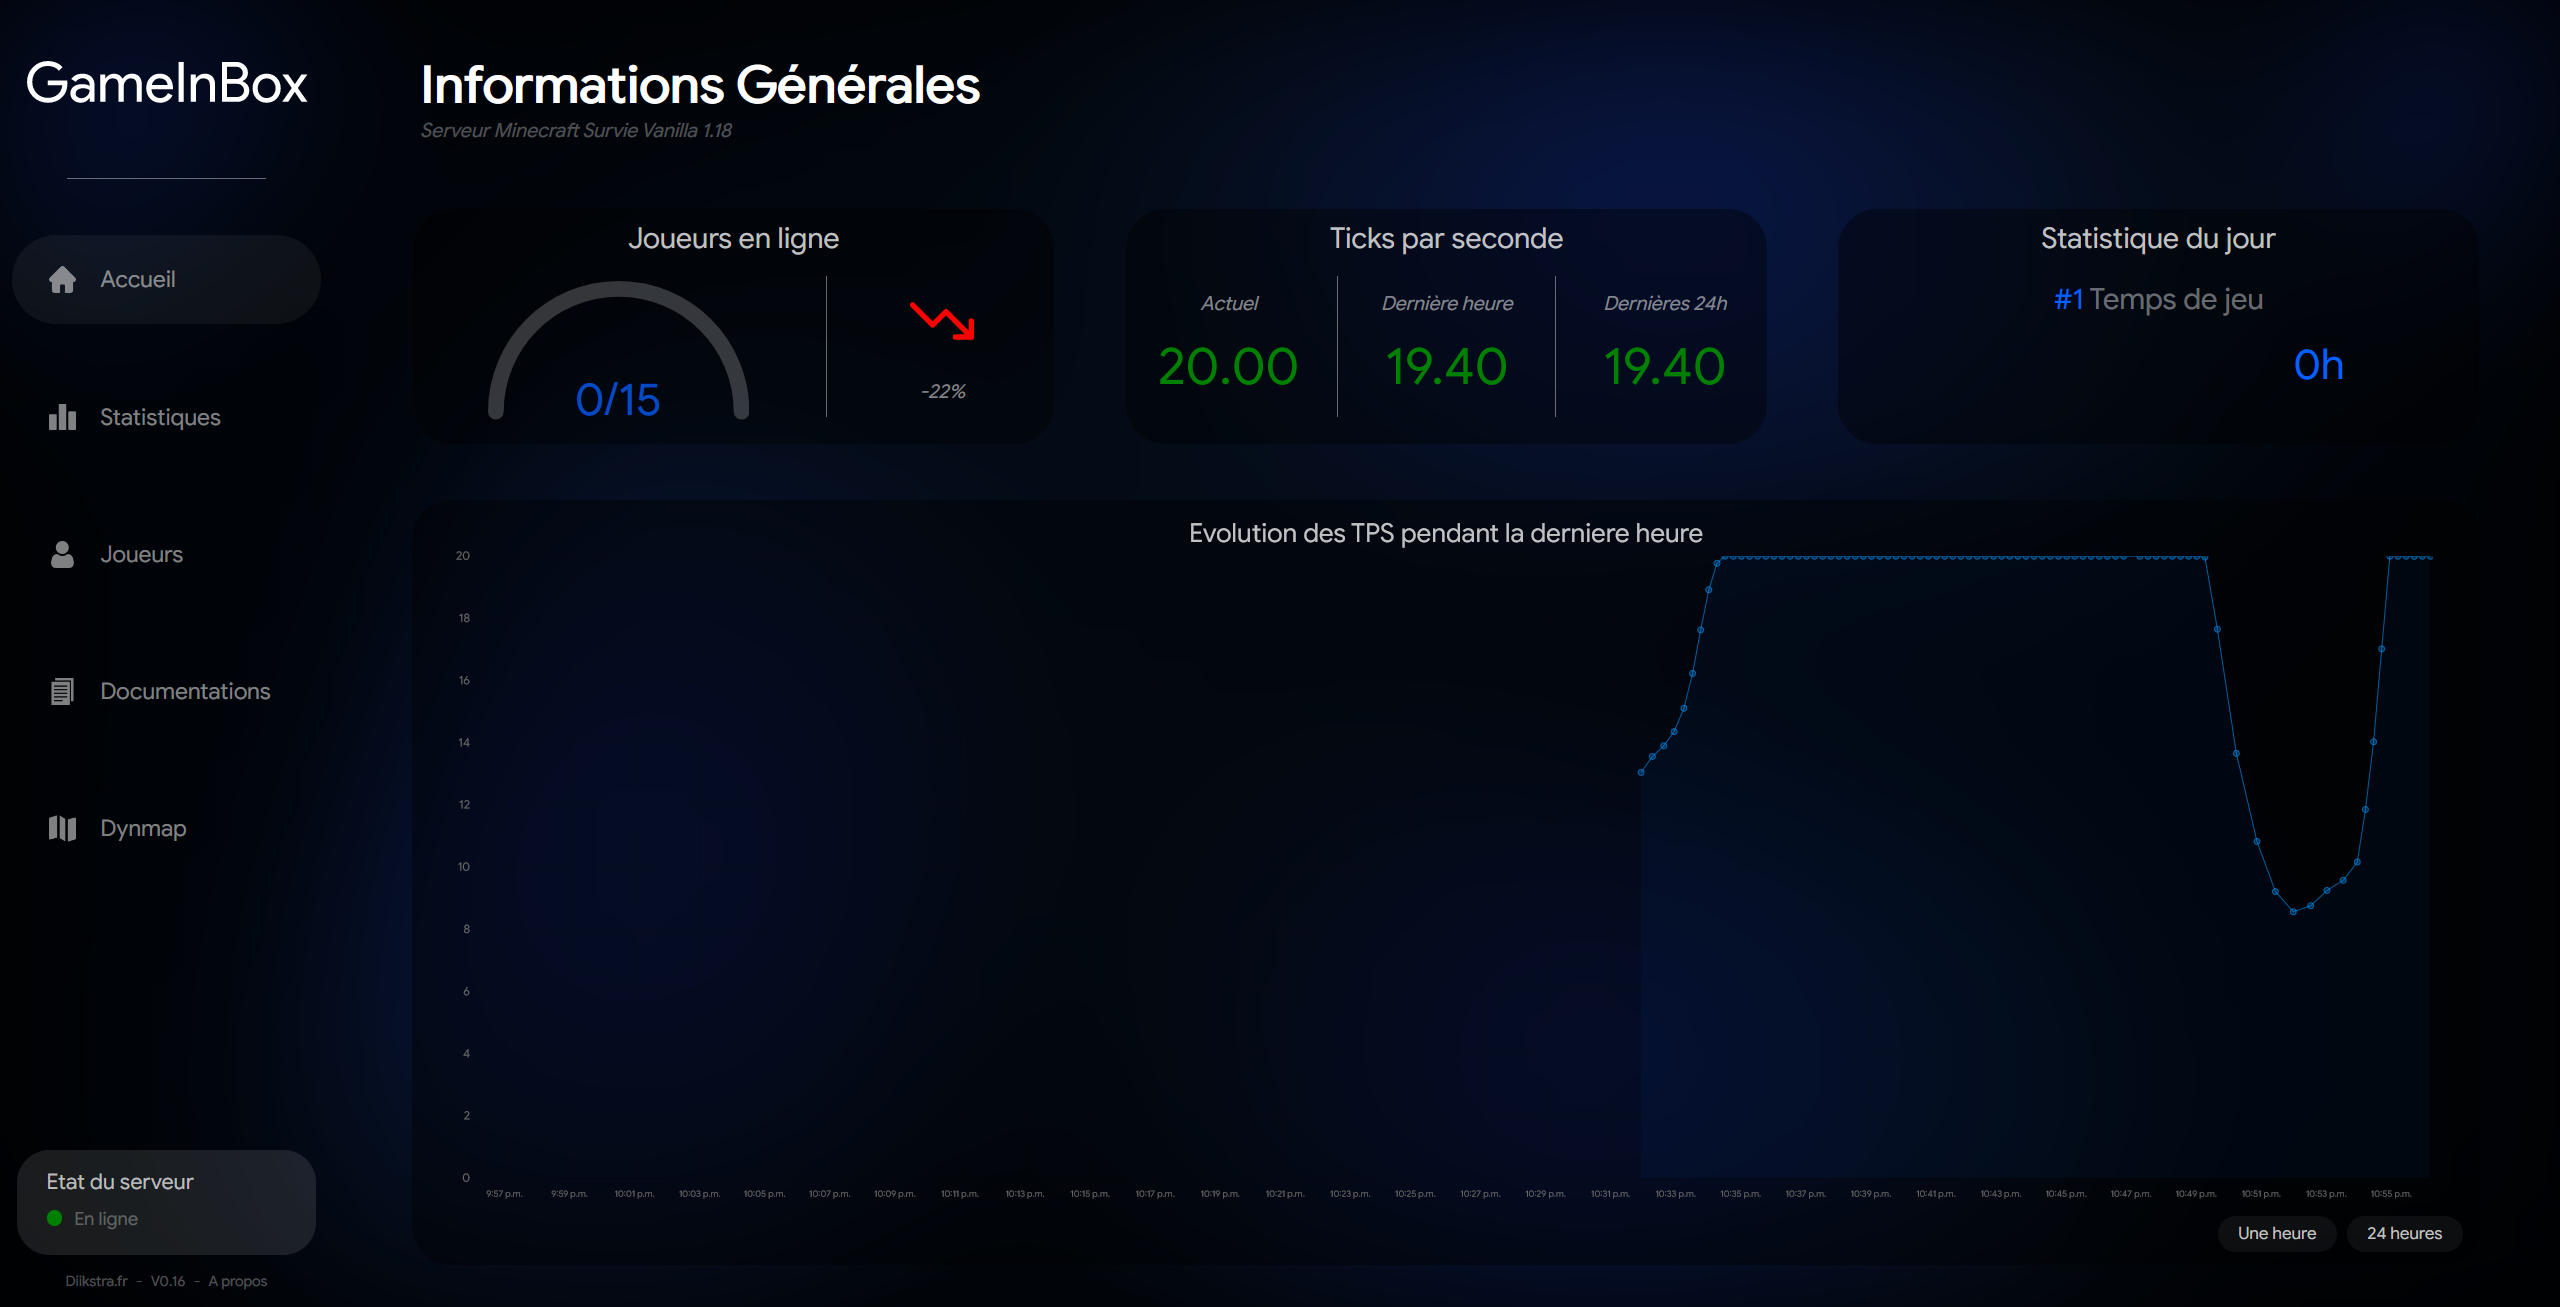 GameInBox
Accueil
Statistiques
Joueurs
Documentations
Dynmap
Etat du serveur
En ligne
Diikstra.fr - V0.16 - A propos
Informations Générales
Serveur Minecraft Survie Vanilla 1.18
Joueurs en ligne
0/15
-22%
Ticks par seconde
Actuel
20.00
Dernière heure
19.40
Dernières 24h
19.40
Statistique du jour
#1 Temps de jeu
0h
Evolution des TPS pendant la derniere heure
20
18
16
14
12
10
8
6
4
2
0
9:57 p.m. 9:59 p.m. 10:01 p.m. 10:03 p.m. 10:05 p.m. 10:07 p.m. 10:09 p.m. 10:11 p.m. 10:13 p.m. 10:15 p.m. 10:17 p.m. 10:19 p.m. 10:21 p.m. 10:23 p.m. 10:25 p.m. 10:27 p.m. 10:29 p.m. 10:31 p.m. 10:33 p.m. 10:35 p.m. 10:37 p.m. 10:39 p.m. 10:41 p.m. 10:43 p.m. 10:45 p.m. 10:47 p.m. 10:49 p.m. 10:51 p.m. 10:53 p.m. 10:55 p.m.
Une heure 24 heures